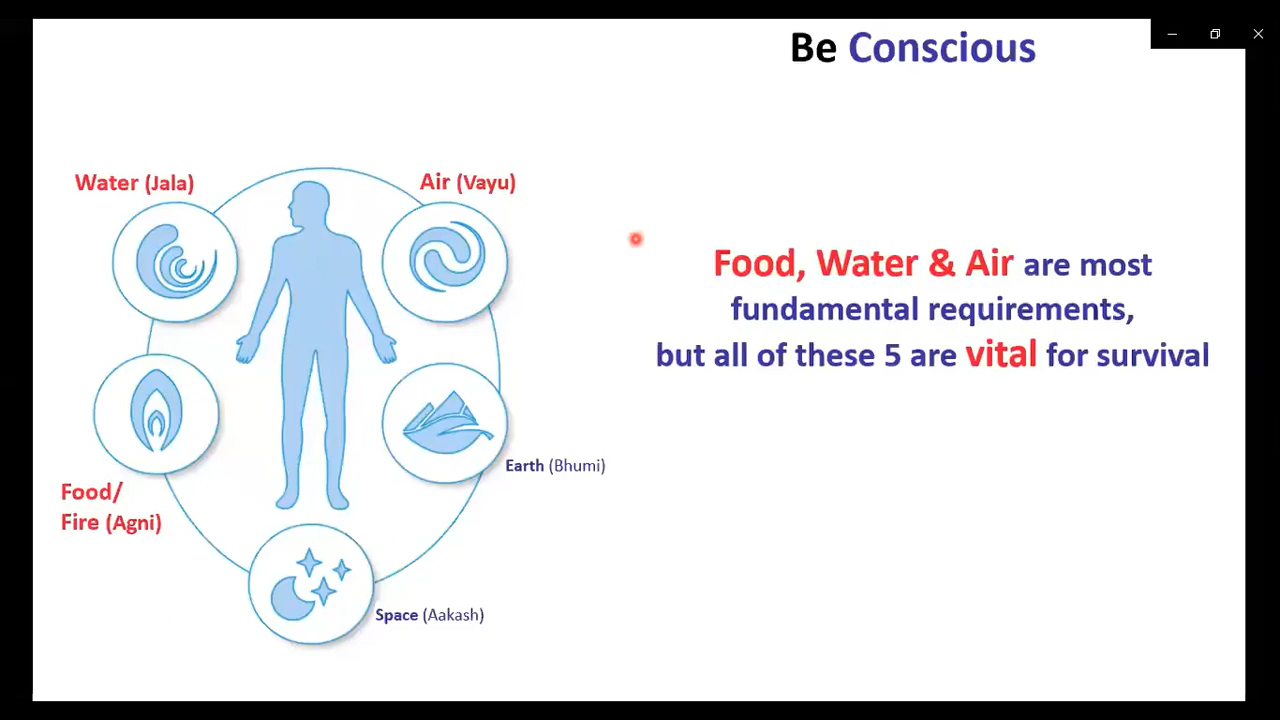 Be Conscious
Water (Jala)
Air (Vayu)
Food, Water & Air are most
fundamental requirements,
but all of these 5 are vital for survival
Earth (Bhumi)
Food/
Fire (Agni)
Space (Aakash)